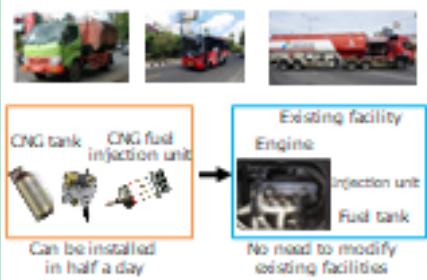 Existing facility
CNG tank
CNG fuel
injection unit
Engine
Injection unit
Fuel tank
Can be installed
in half a day
No need to modify
existing facilities